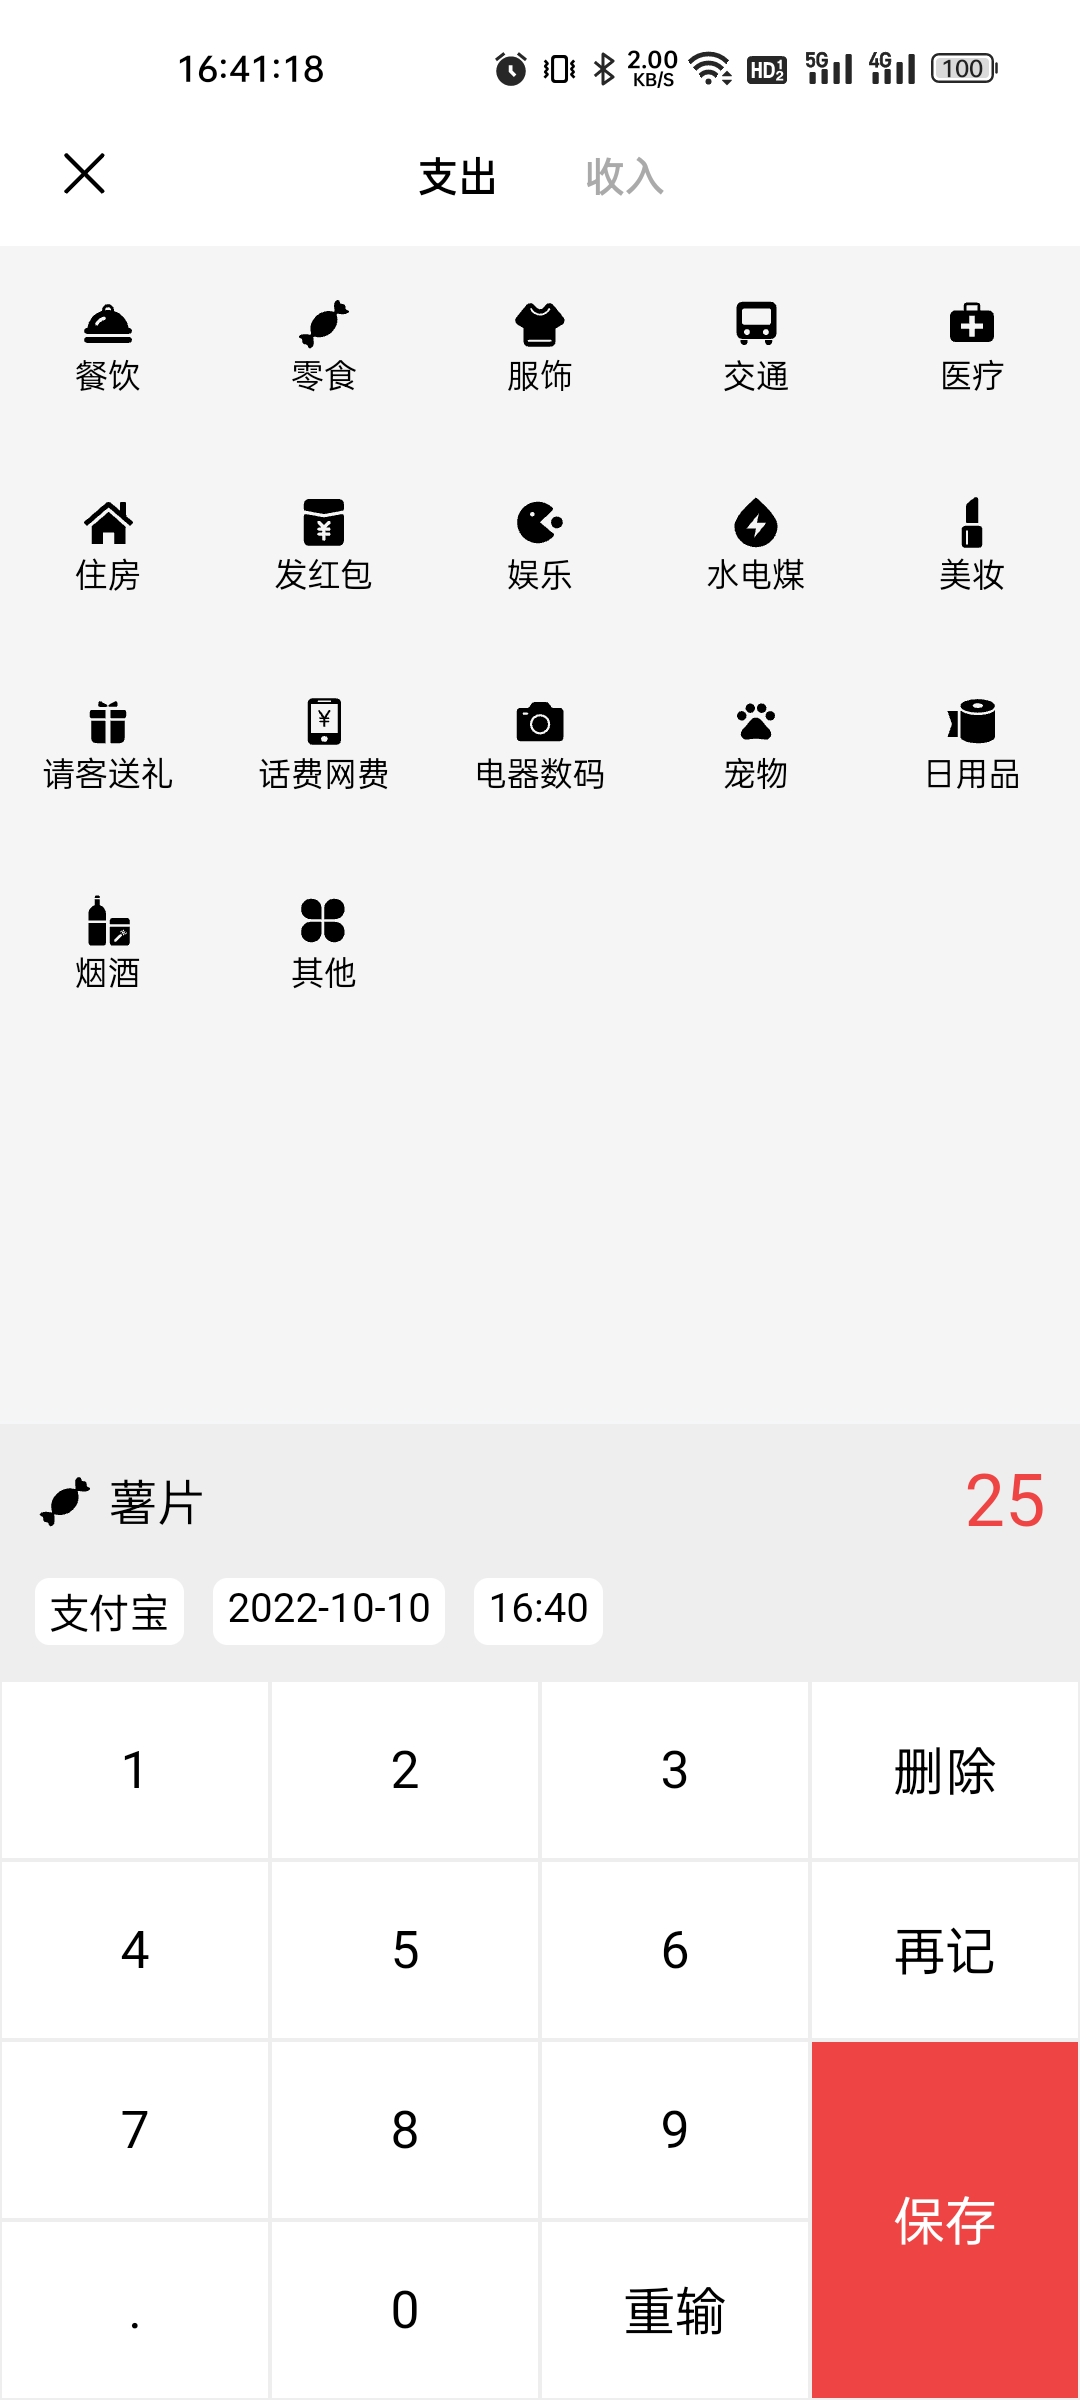 16:41:18 2.00 KB/S HD 1 2 5G 4G 100
支出 收入
餐饮 零食 服饰 交通 医疗
住房 发红包 娱乐 水电煤 美妆
请客送礼 话费网费 电器数码 宠物 日用品
烟酒 其他
薯片 25
支付宝 2022-10-10 16:40
1 2 3 删除
4 5 6 再记
7 8 9
保存
. 0 重输